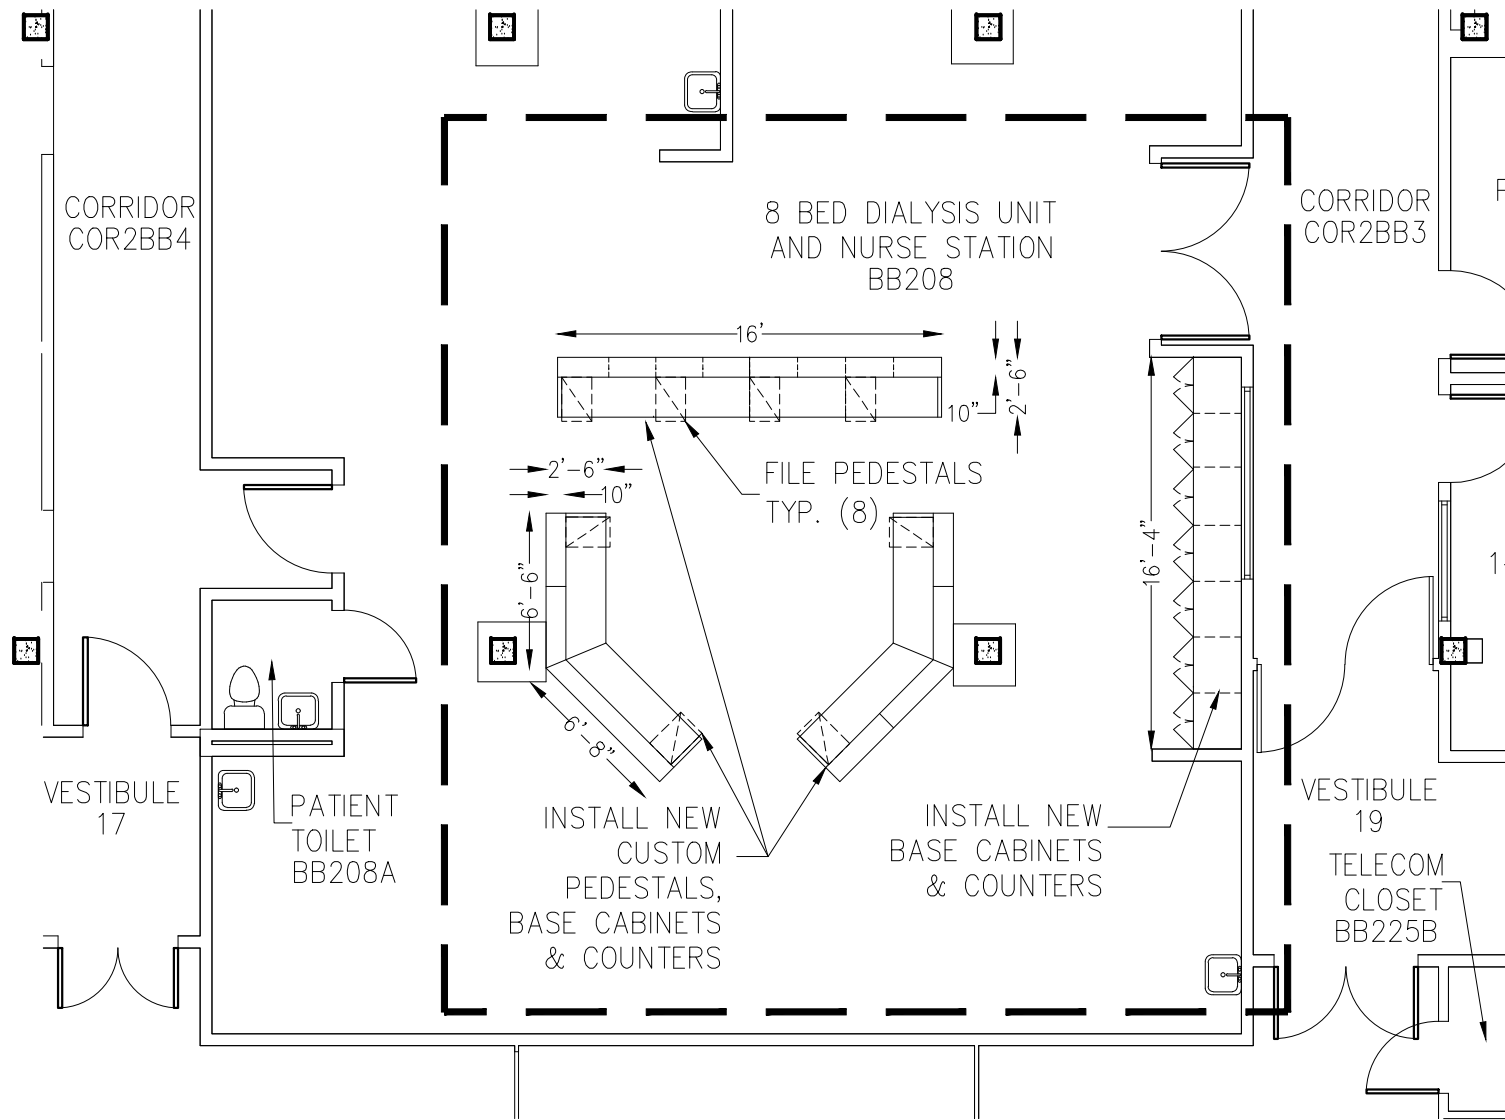 CORRIDOR
COR2BB4
8 BED DIALYSIS UNIT
AND NURSE STATION
BB208
CORRIDOR
COR2BB3
16'
10"
2'-6"
FILE PEDESTALS
TYP. (8)
2'-6"
10"
6'-6"
6'-8"
16'-4"
VESTIBULE
17
PATIENT
TOILET
BB208A
INSTALL NEW
CUSTOM
PEDESTALS,
BASE CABINETS
& COUNTERS
INSTALL NEW
BASE CABINETS
& COUNTERS
VESTIBULE
19
TELECOM
CLOSET
BB225B